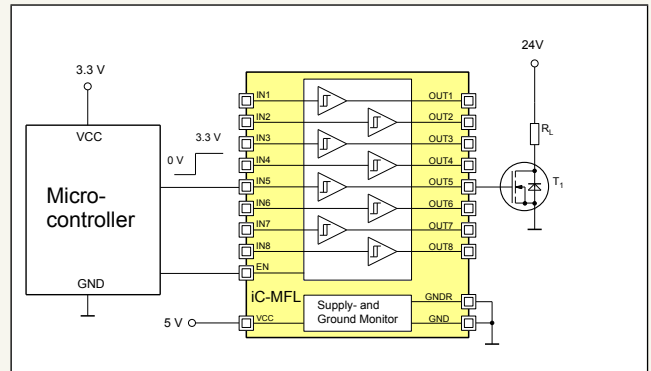 24V
3.3 V
VCC
0 V
3.3 V
Micro-
controller
GND
5 V
IN1
IN2
IN3
IN4
IN5
IN6
IN7
IN8
EN
iC-MFL
VCC
Supply- and
Ground Monitor
OUT1
OUT2
OUT3
OUT4
OUT5
OUT6
OUT7
OUT8
GNDR
GND
RL
T1